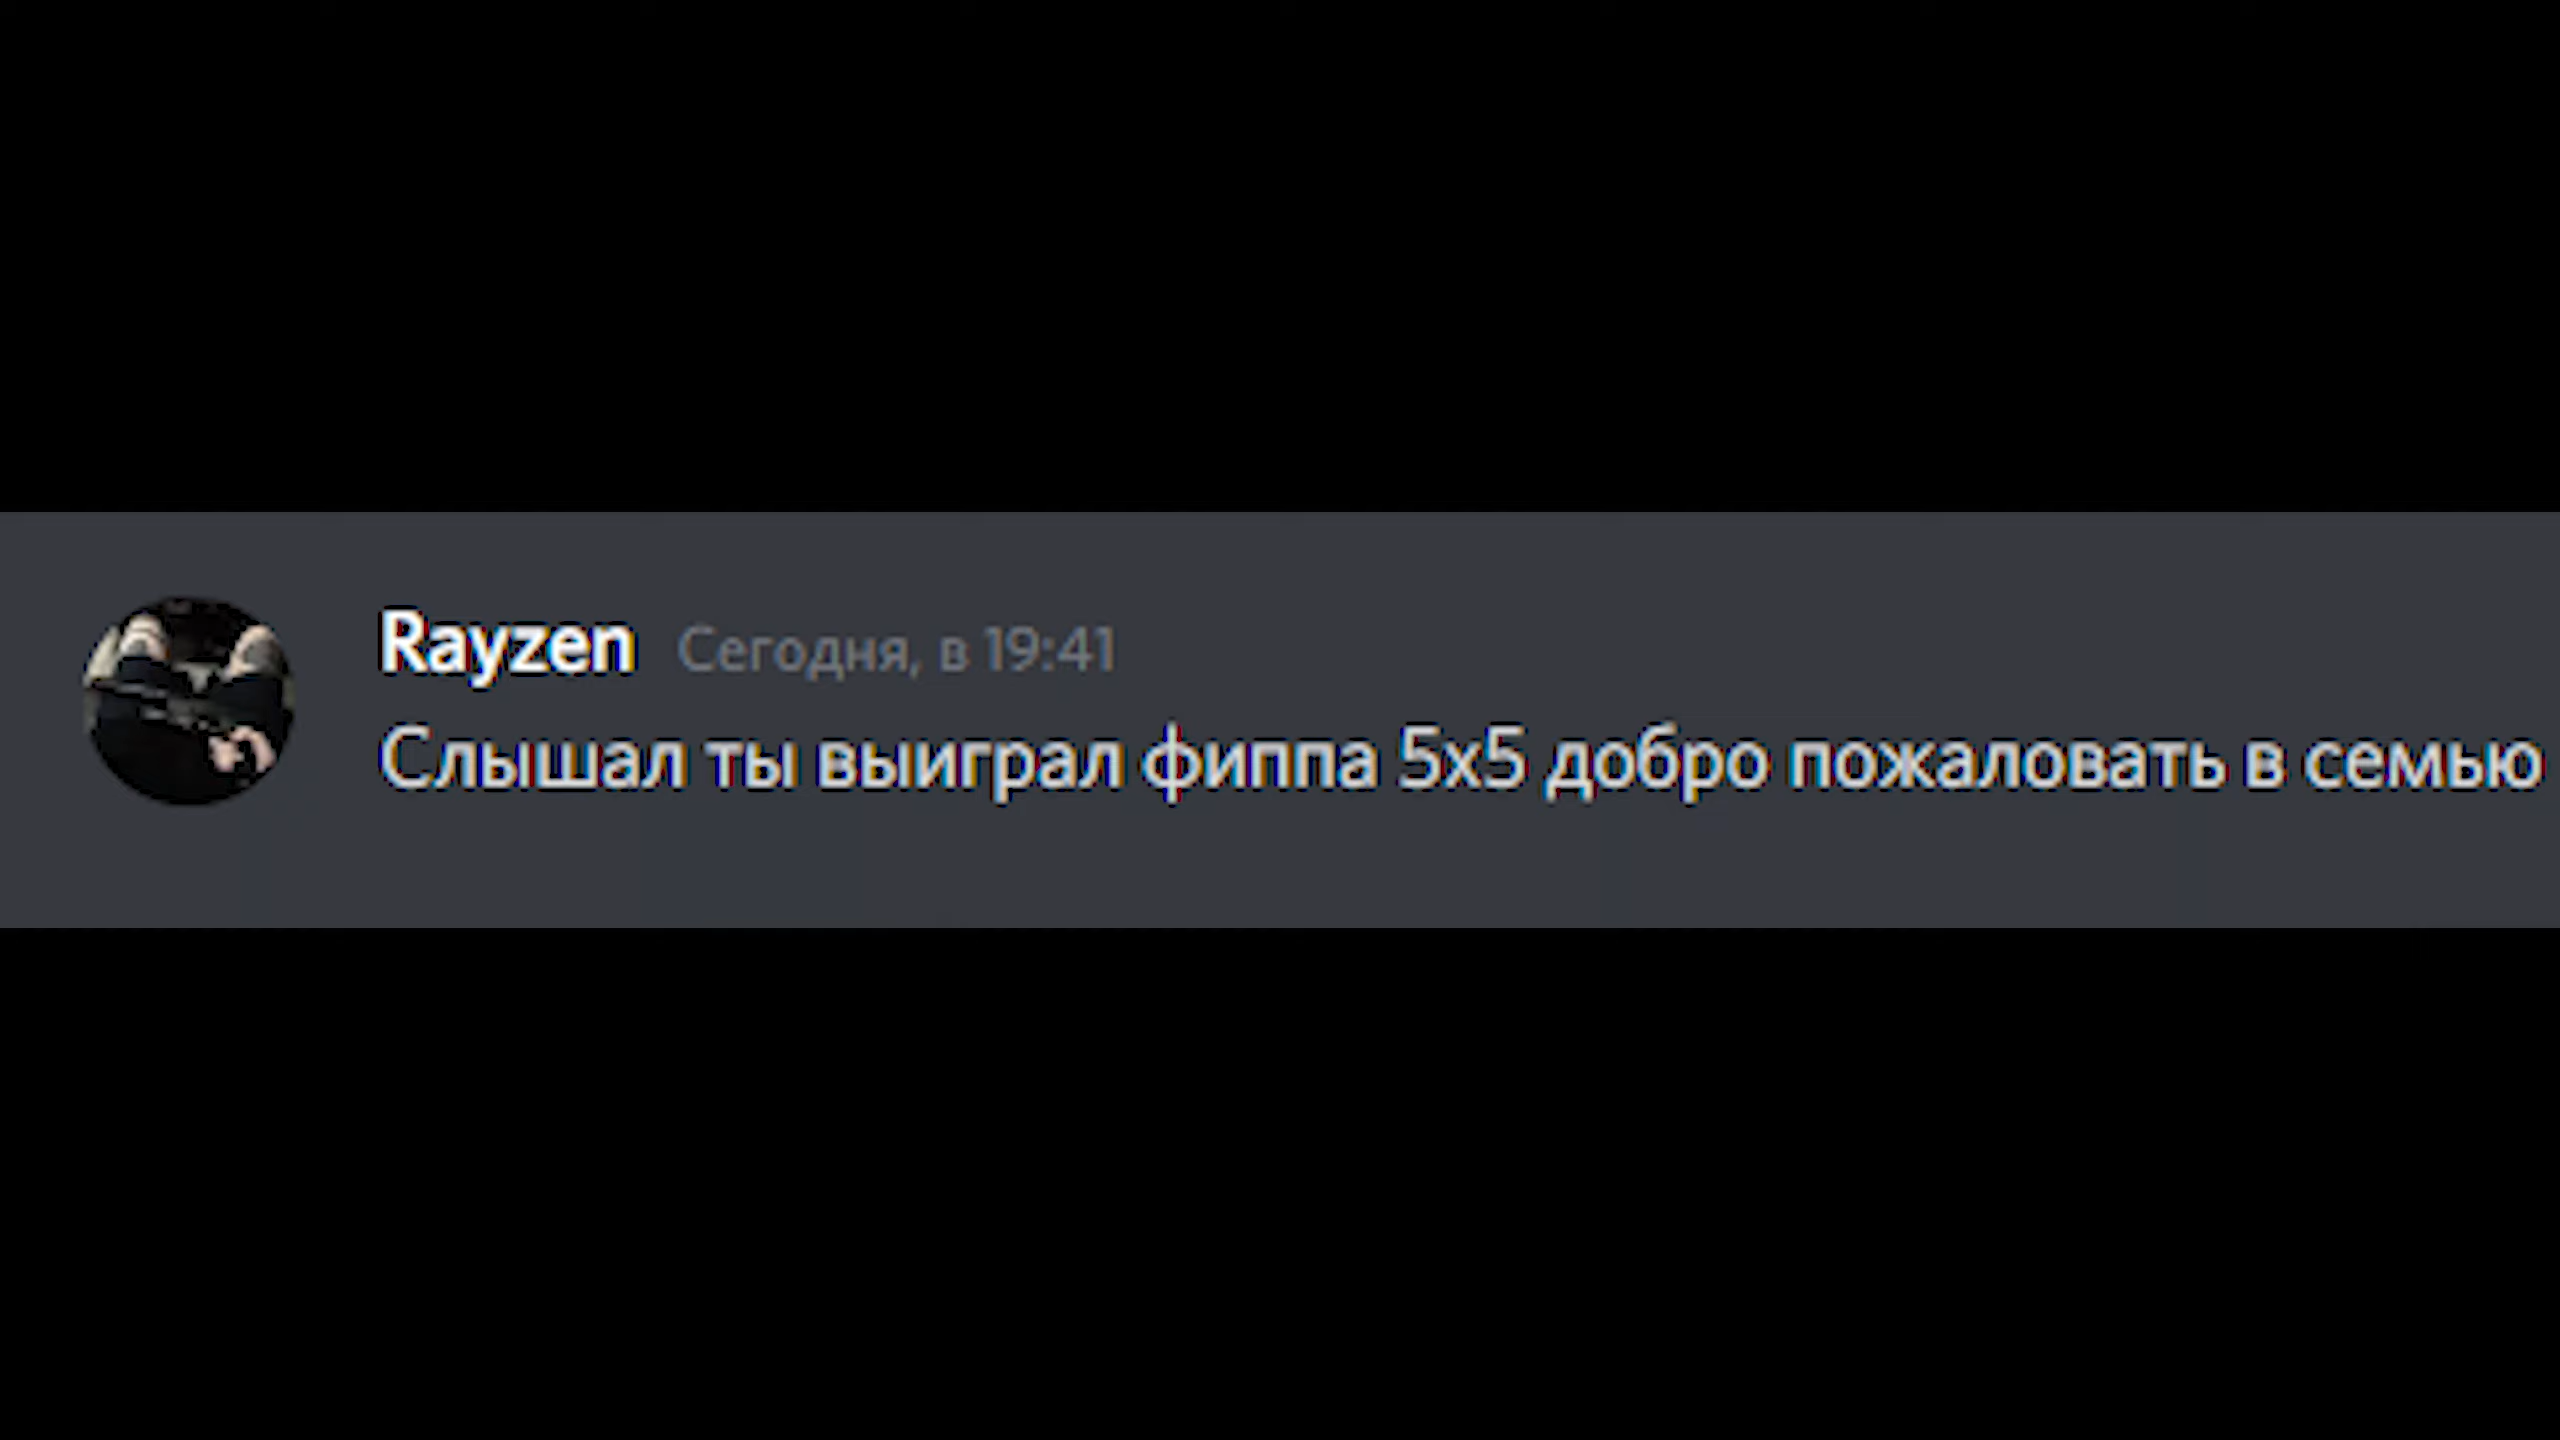 Rayzen Сегодня, в 19:41
Слышал ты выиграл фиппа 5x5 добро пожаловать в семью